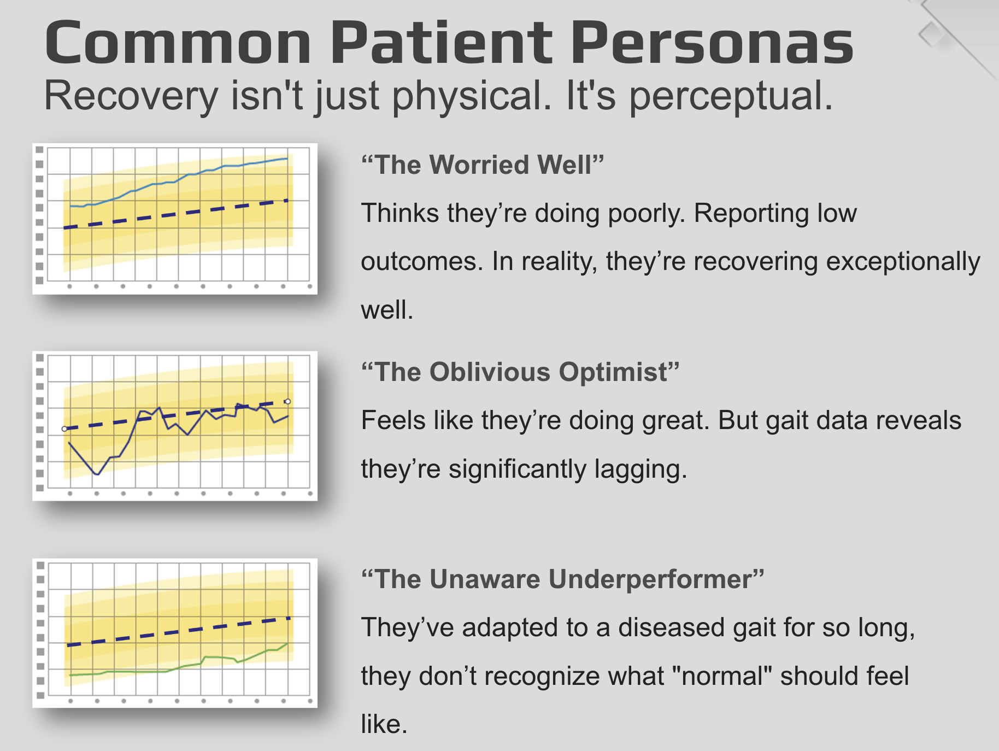 Common Patient Personas
Recovery isn't just physical. It's perceptual.
“The Worried Well”
Thinks they’re doing poorly. Reporting low
outcomes. In reality, they’re recovering exceptionally
well.
“The Oblivious Optimist”
Feels like they’re doing great. But gait data reveals
they’re significantly lagging.
“The Unaware Underperformer”
They’ve adapted to a diseased gait for so long,
they don’t recognize what "normal" should feel
like.